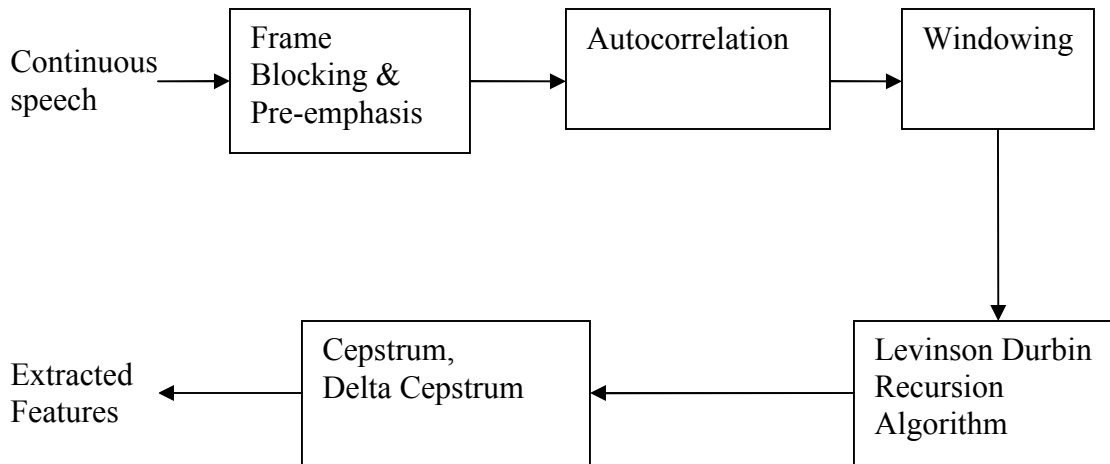 Continuous
speech
Frame
Blocking &
Pre-emphasis
Autocorrelation
Windowing
Levinson Durbin
Recursion
Algorithm
Cepstrum,
Delta Cepstrum
Extracted
Features